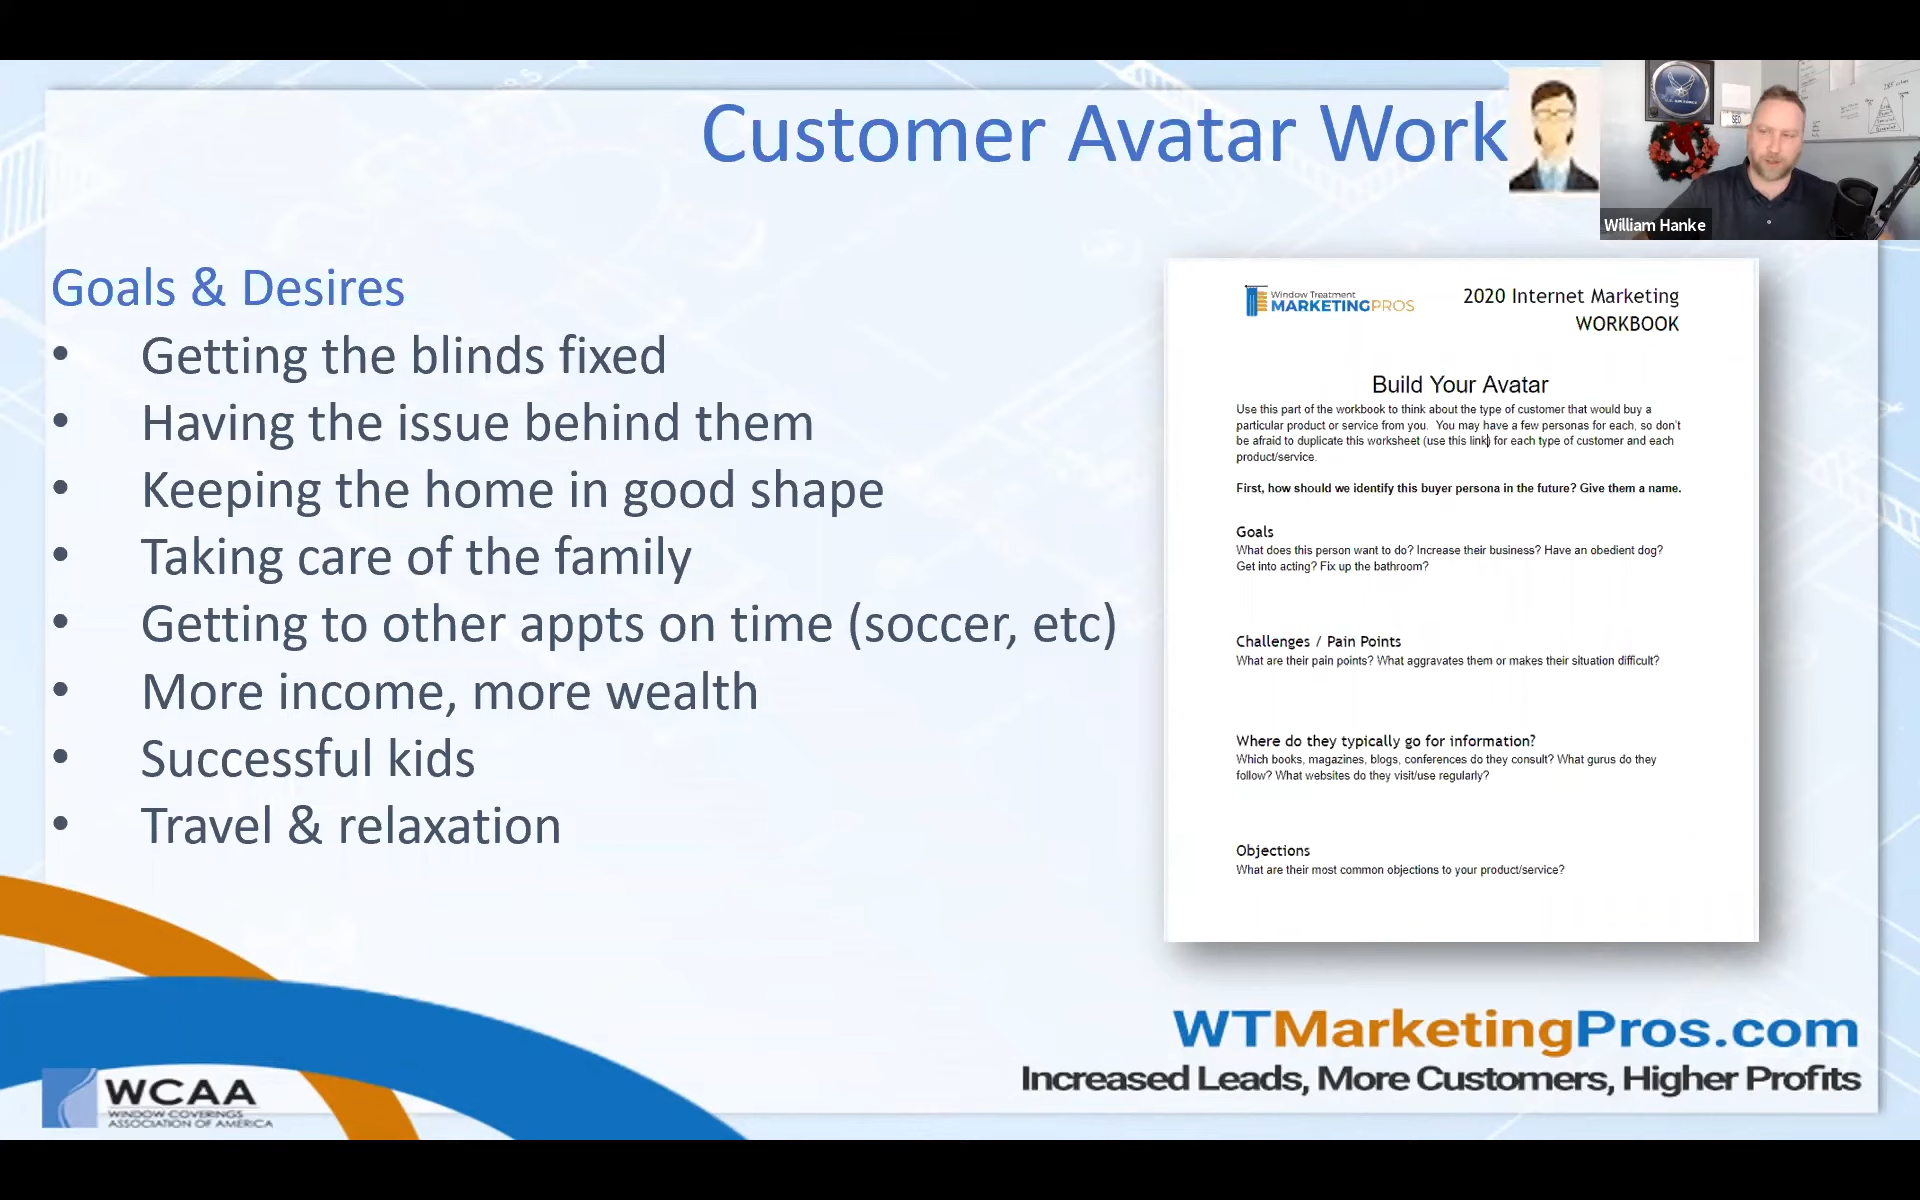 Customer Avatar Work
SEO
William Hanke
Goals & Desires
• Getting the blinds fixed
• Having the issue behind them
• Keeping the home in good shape
• Taking care of the family
• Getting to other appts on time (soccer, etc)
• More income, more wealth
• Successful kids
• Travel & relaxation
Window Treatment
MARKETINGPROS
2020 Internet Marketing
WORKBOOK
Build Your Avatar
Use this part of the workbook to think about the type of customer that would buy a
particular product or service from you. You may have a few personas for each, so don't
be afraid to duplicate this worksheet (use this link) for each type of customer and each
product/service.
First, how should we identify this buyer persona in the future? Give them a name.
Goals
What does this person want to do? Increase their business? Have an obedient dog?
Get into acting? Fix up the bathroom?
Challenges / Pain Points
What are their pain points? What aggravates them or makes their situation difficult?
Where do they typically go for information?
Which books, magazines, blogs, conferences do they consult? What gurus do they
follow? What websites do they visit/use regularly?
Objections
What are their most common objections to your product/service?
WTMarketingPros.com
Increased Leads, More Customers, Higher Profits
WCAA
WINDOW COVERINGS
ASSOCIATION OF AMERICA